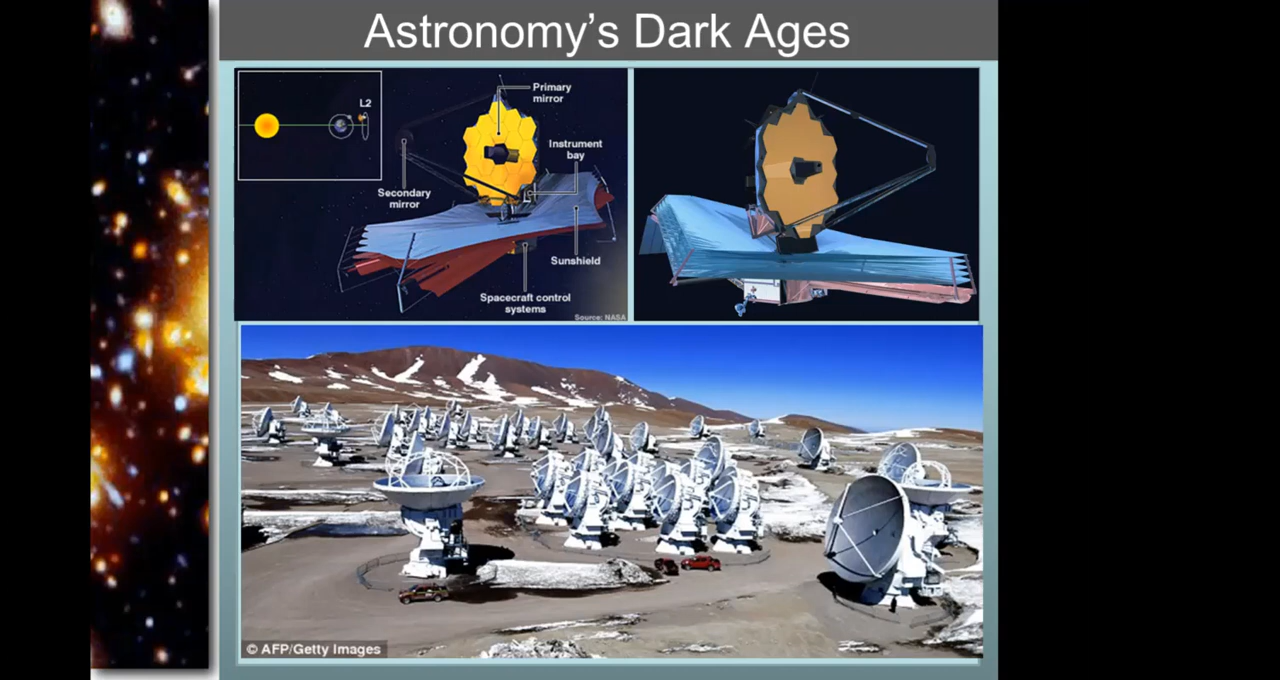 Astronomy's Dark Ages
L2
Primary
mirror
Instrument
bay
Secondary
mirror
Sunshield
Spacecraft control
systems
Source: NASA
© AFP/Getty Images